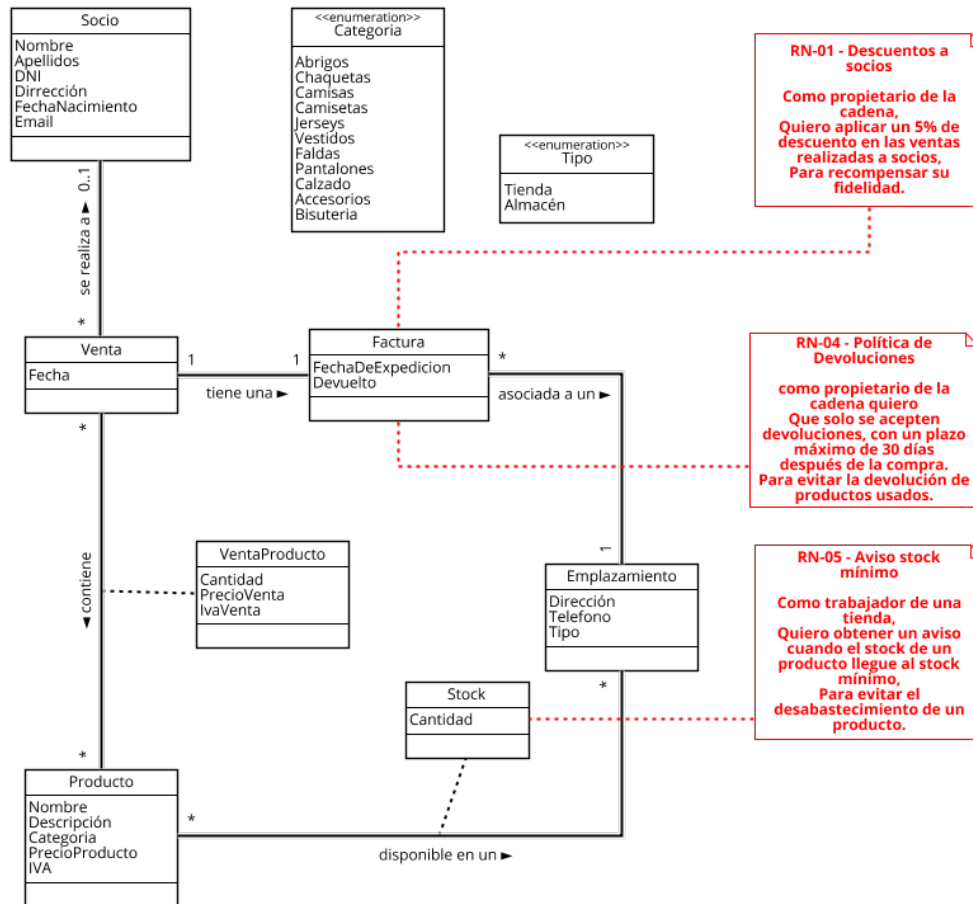 Socio
Nombre
Apellidos
DNI
Dirrección
FechaNacimiento
Email
<<enumeration>>
Categoria
Abrigos
Chaquetas
Camisas
Camisetas
Jerseys
Vestidos
Faldas
Pantalones
Calzado
Accesorios
Bisuteria
<<enumeration>>
Tipo
Tienda
Almacén
RN-01 - Descuentos a
socios
Como propietario de la
cadena,
Quiero aplicar un 5% de
descuento en las ventas
realizadas a socios,
Para recompensar su
fidelidad.
0..1
se realiza a ►
*
Venta
Fecha
1
1
tiene una ►
Factura
FechaDeExpedicion
Devuelto
*
asociada a un ►
1
RN-04 - Política de
Devoluciones
como propietario de la
cadena quiero
Que solo se acepten
devoluciones, con un plazo
máximo de 30 días
después de la compra.
Para evitar la devolución de
productos usados.
*
◄ contiene
*
VentaProducto
Cantidad
PrecioVenta
IvaVenta
Emplazamiento
Dirección
Telefono
Tipo
*
RN-05 - Aviso stock
mínimo
Como trabajador de una
tienda,
Quiero obtener un aviso
cuando el stock de un
producto llegue al stock
mínimo,
Para evitar el
desabastecimiento de un
producto.
Stock
Cantidad
Producto
Nombre
Descripción
Categoria
PrecioProducto
IVA
*
disponible en un ►